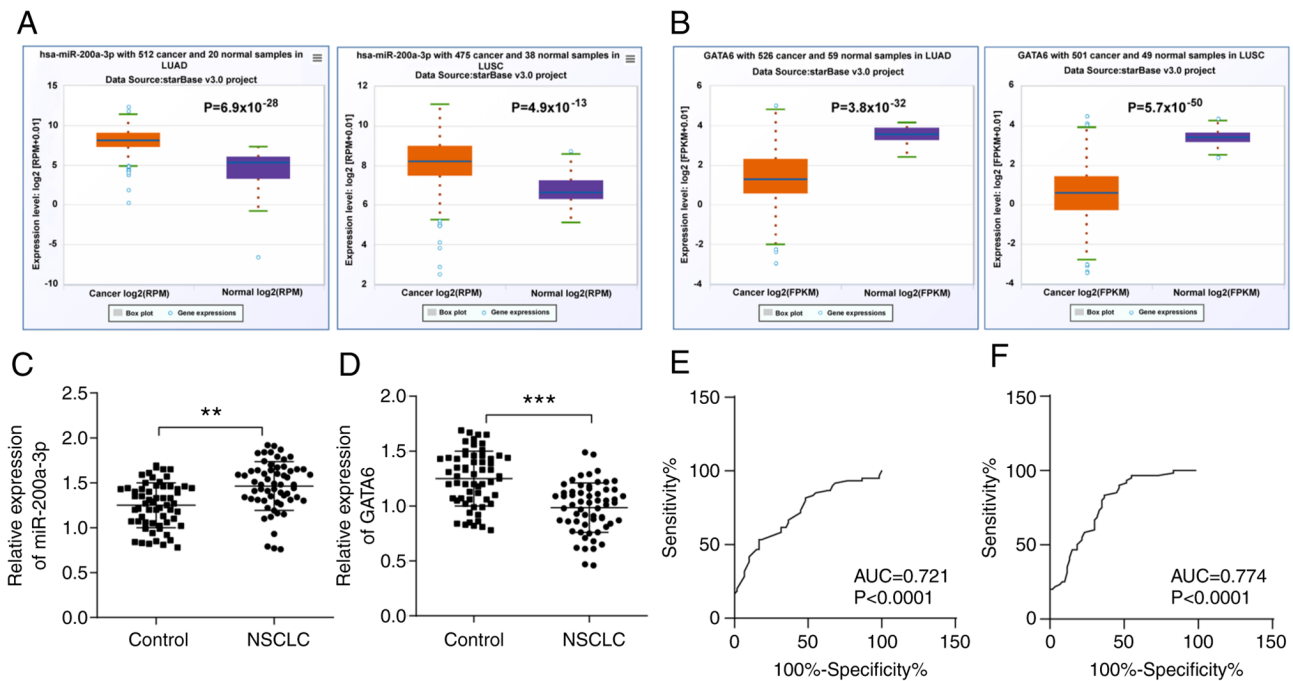 A
hsa-miR-200a-3p with 512 cancer and 20 normal samples in
LUAD
Data Source:starBase v3.0 project
P=6.9x10-28
Expression level: log2 [RPM+0.01]
15
10
5
0
-5
-10
Cancer log2(RPM)
Normal log2(RPM)
Box plot
Gene expressions
hsa-miR-200a-3p with 475 cancer and 38 normal samples in
LUSC
Data Source:starBase v3.0 project
P=4.9x10-13
Expression level: log2 [RPM+0.01]
12
10
8
6
4
2
Cancer log2(RPM)
Normal log2(RPM)
Box plot
Gene expressions
B
GATA6 with 526 cancer and 59 normal samples in LUAD
Data Source:starBase v3.0 project
P=3.8x10-32
Expression level: log2 [FPKM+0.01]
6
4
2
0
-2
-4
Cancer log2(FPKM)
Normal log2(FPKM)
Box plot
Gene expressions
GATA6 with 501 cancer and 49 normal samples in LUSC
Data Source:starBase v3.0 project
P=5.7x10-50
Expression level: log2 [FPKM+0.01]
6
4
2
0
-2
-4
Cancer log2(FPKM)
Normal log2(FPKM)
Box plot
Gene expressions
C
Relative expression
of miR-200a-3p
2.5
2.0
1.5
1.0
0.5
0.0
**
Control
NSCLC
D
Relative expression
of GATA6
2.0
1.5
1.0
0.5
0.0
***
Control
NSCLC
E
Sensitivity%
150
100
50
0
AUC=0.721
P<0.0001
0
50
100
150
100%-Specificity%
F
Sensitivity%
150
100
50
0
AUC=0.774
P<0.0001
0
50
100
150
100%-Specificity%